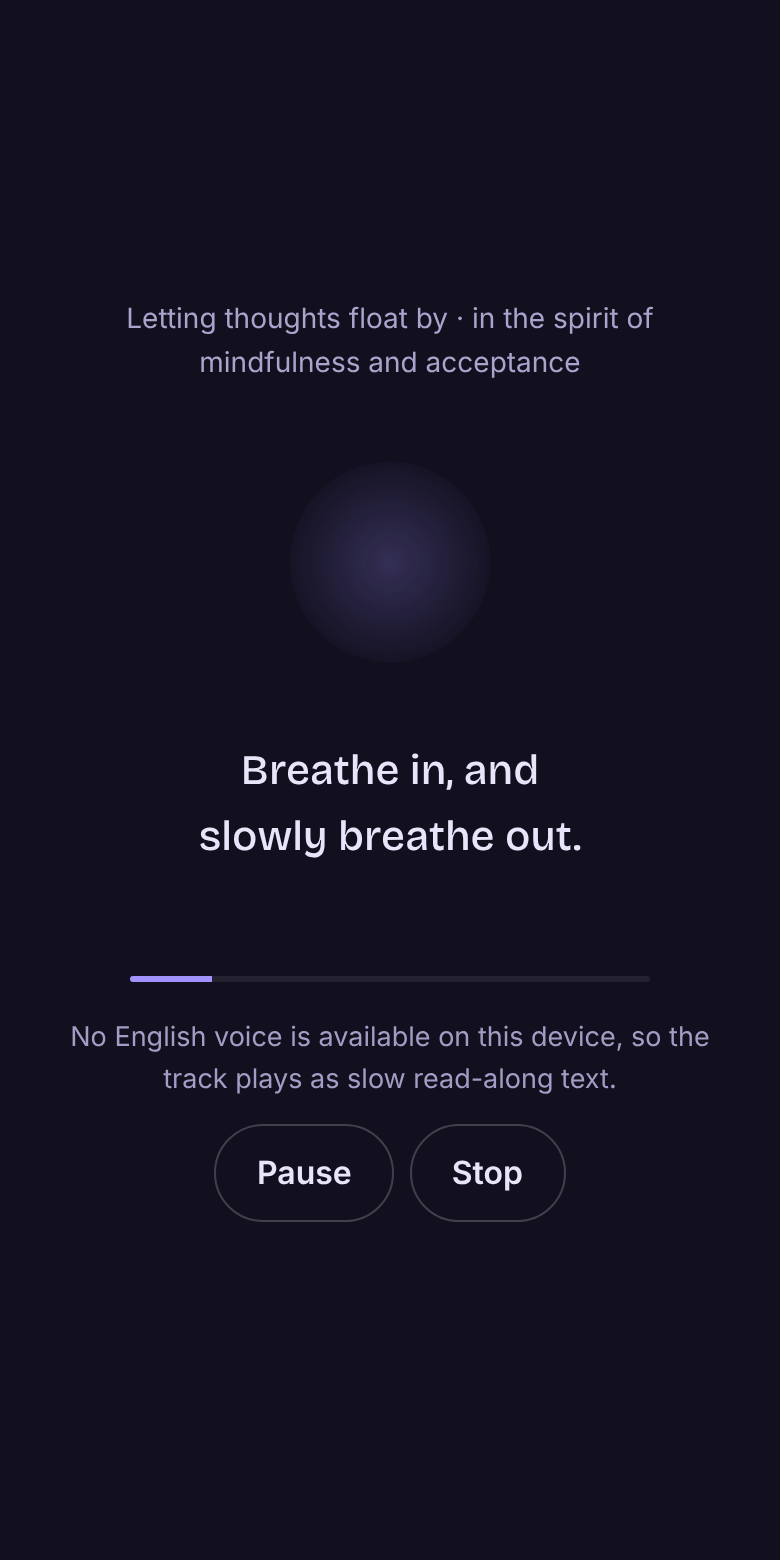 Letting thoughts float by · in the spirit of
mindfulness and acceptance
Breathe in, and
slowly breathe out.
No English voice is available on this device, so the
track plays as slow read-along text.
Pause
Stop